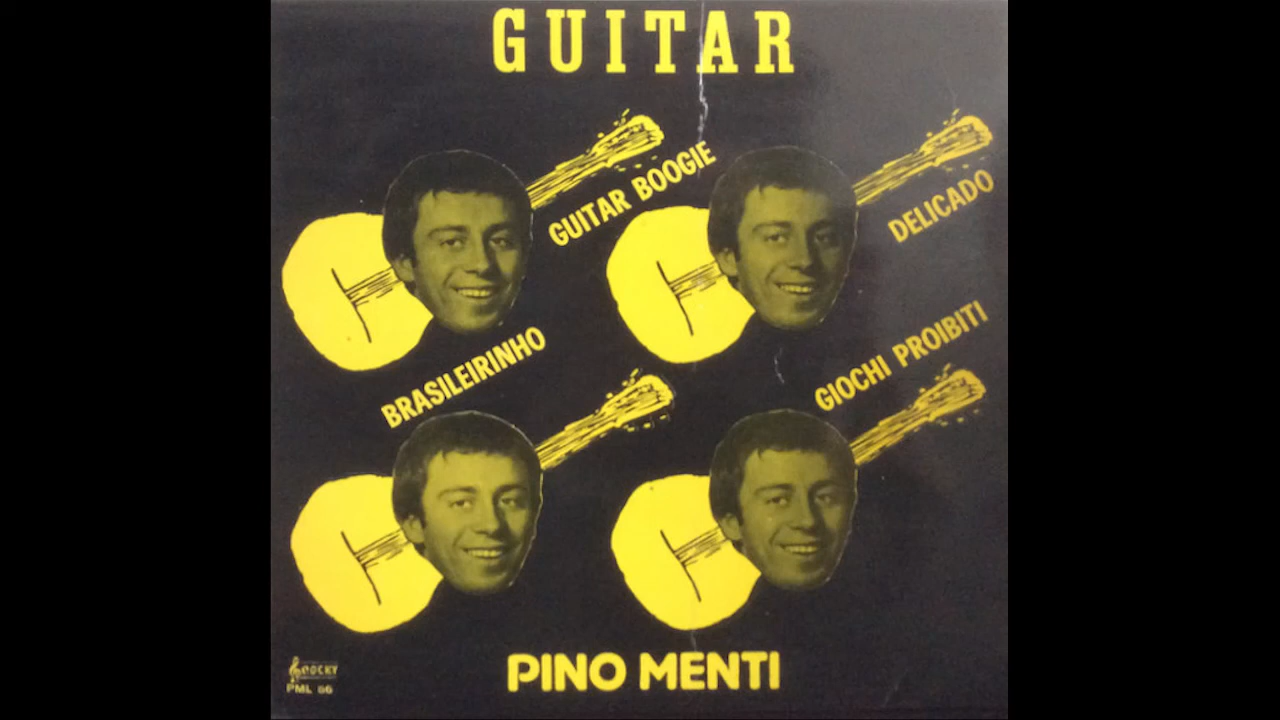 GUITAR
GUITAR BOOGIE
DELICADO
BRASILEIRINHO
GIOCHI PROIBITI
PINO MENTI
PML 66